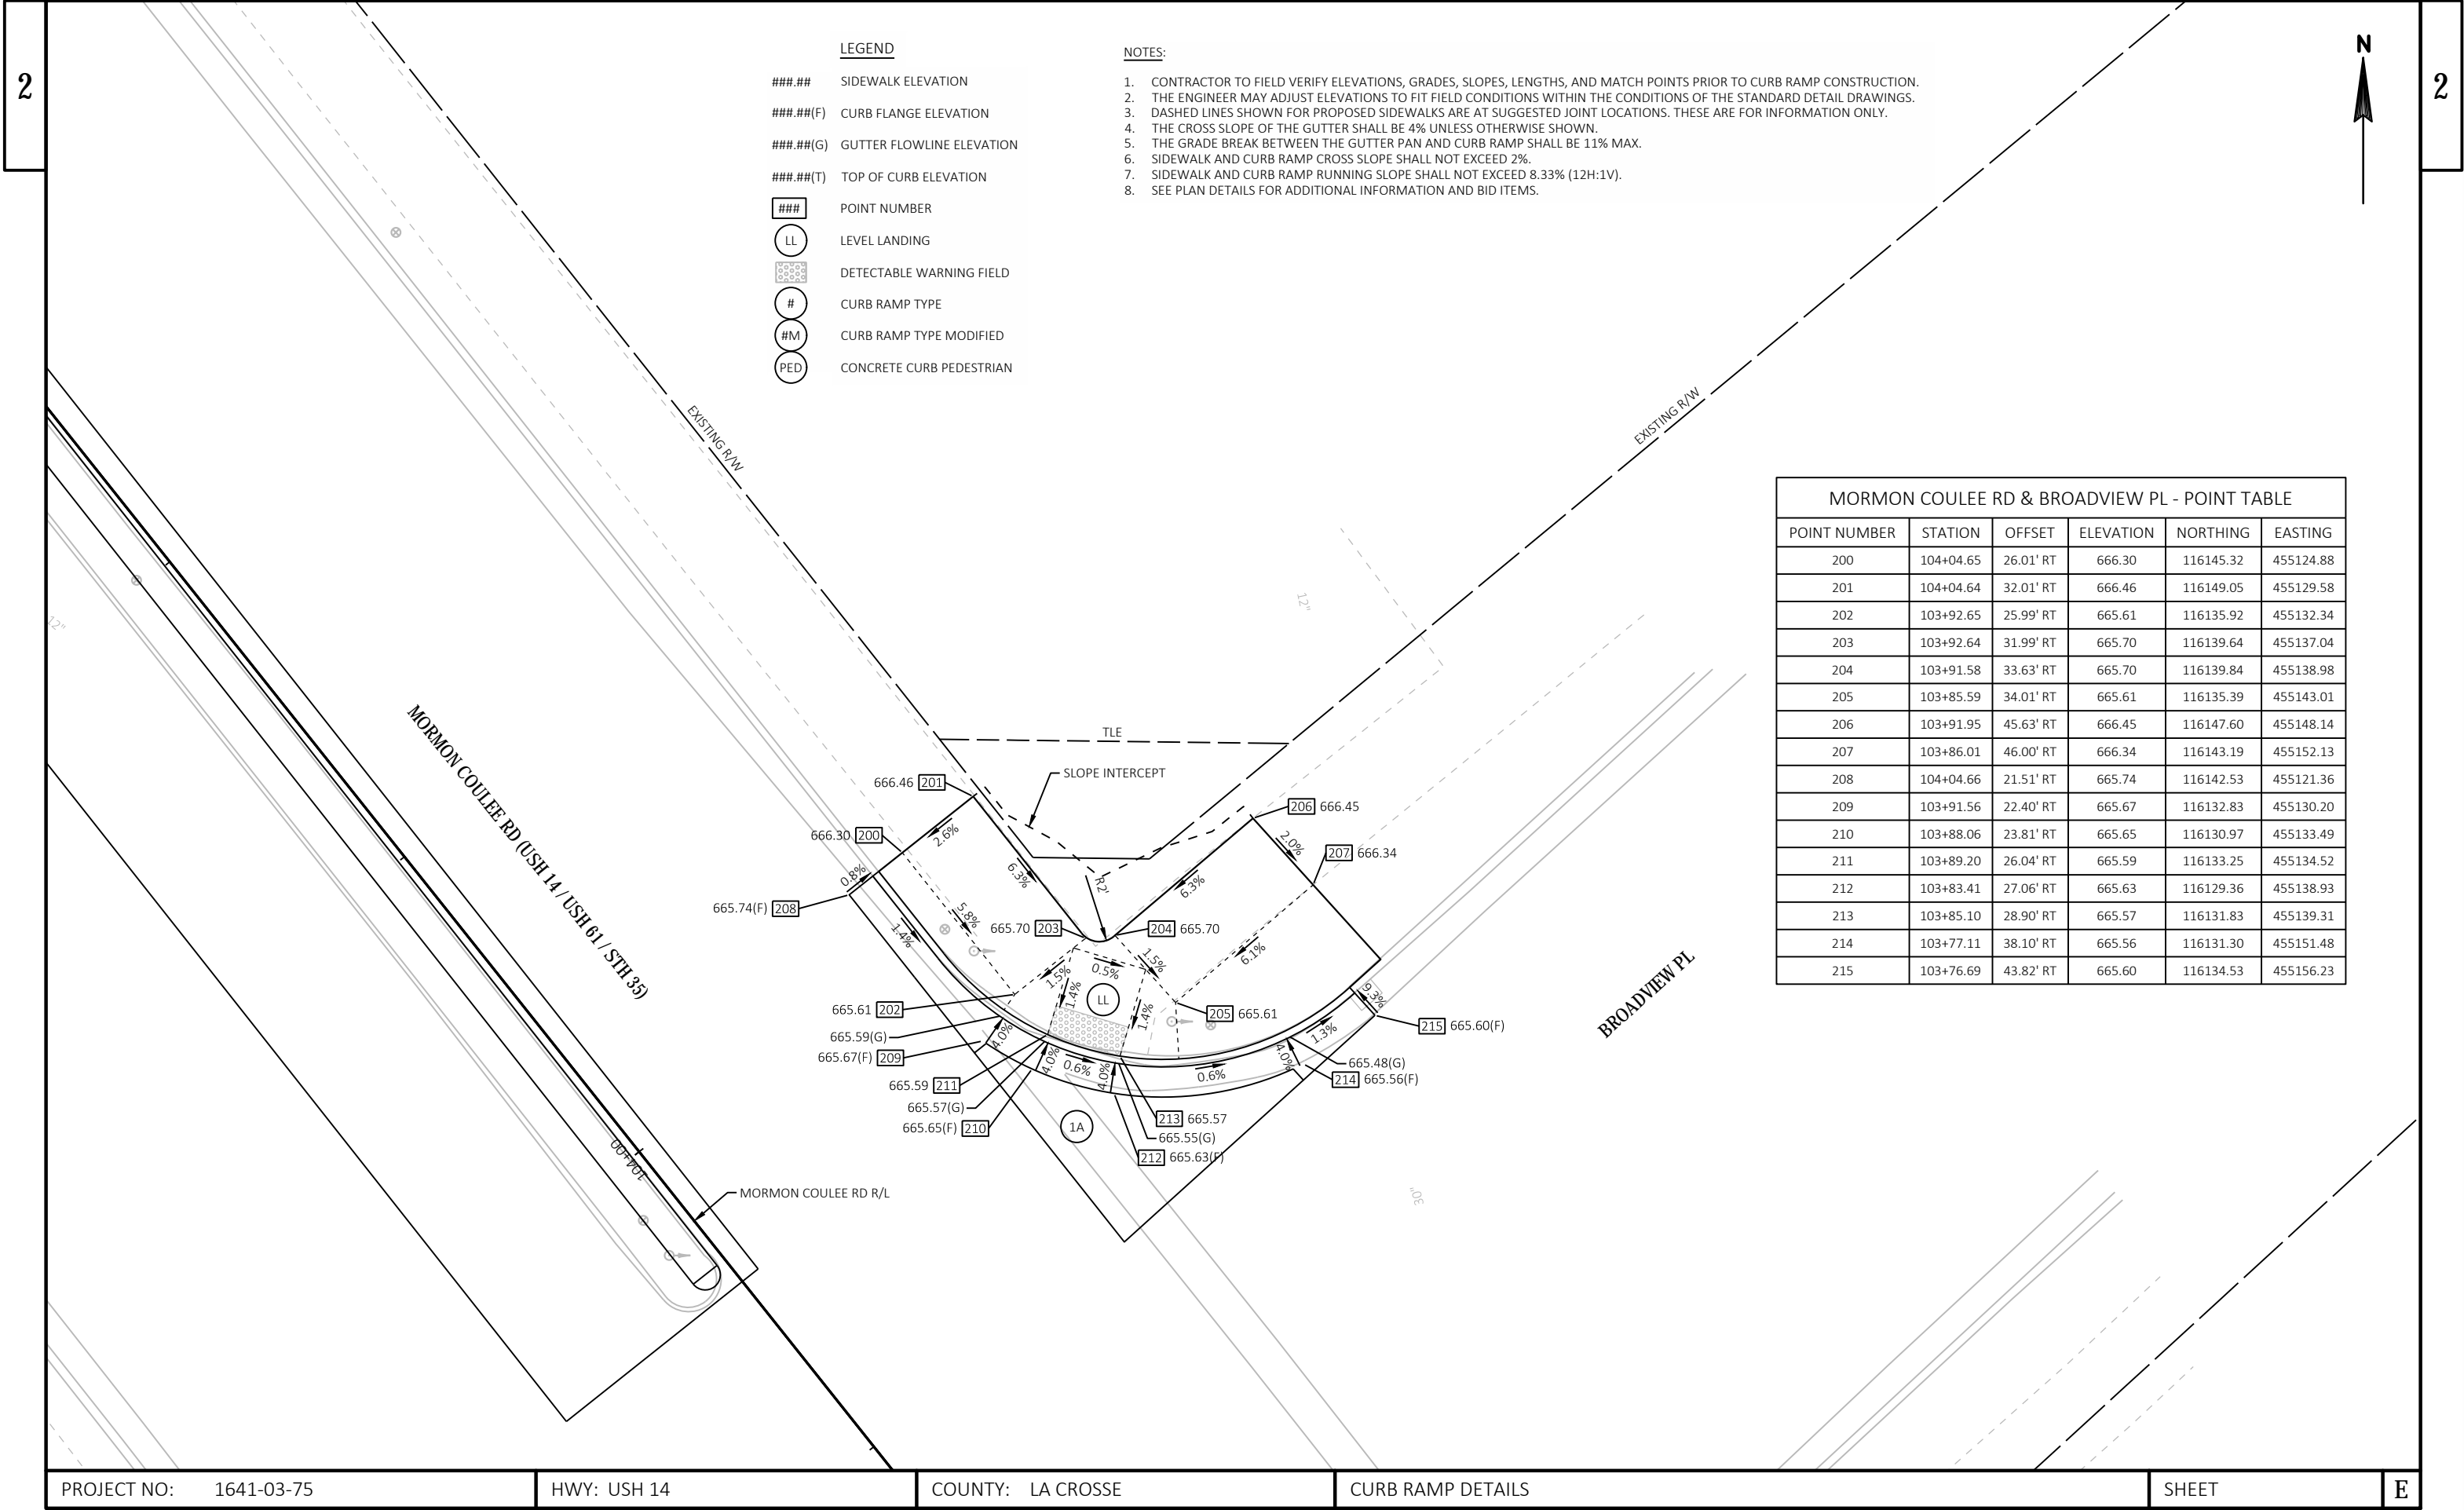 2
2
LEGEND
###.## SIDEWALK ELEVATION
###.##(F) CURB FLANGE ELEVATION
###.##(G) GUTTER FLOWLINE ELEVATION
###.##(T) TOP OF CURB ELEVATION
### POINT NUMBER
LL LEVEL LANDING
DETECTABLE WARNING FIELD
# CURB RAMP TYPE
#M CURB RAMP TYPE MODIFIED
PED CONCRETE CURB PEDESTRIAN
NOTES:
1. CONTRACTOR TO FIELD VERIFY ELEVATIONS, GRADES, SLOPES, LENGTHS, AND MATCH POINTS PRIOR TO CURB RAMP CONSTRUCTION.
2. THE ENGINEER MAY ADJUST ELEVATIONS TO FIT FIELD CONDITIONS WITHIN THE CONDITIONS OF THE STANDARD DETAIL DRAWINGS.
3. DASHED LINES SHOWN FOR PROPOSED SIDEWALKS ARE AT SUGGESTED JOINT LOCATIONS. THESE ARE FOR INFORMATION ONLY.
4. THE CROSS SLOPE OF THE GUTTER SHALL BE 4% UNLESS OTHERWISE SHOWN.
5. THE GRADE BREAK BETWEEN THE GUTTER PAN AND CURB RAMP SHALL BE 11% MAX.
6. SIDEWALK AND CURB RAMP CROSS SLOPE SHALL NOT EXCEED 2%.
7. SIDEWALK AND CURB RAMP RUNNING SLOPE SHALL NOT EXCEED 8.33% (12H:1V).
8. SEE PLAN DETAILS FOR ADDITIONAL INFORMATION AND BID ITEMS.
N
EXISTING R/W
EXISTING R/W
MORMON COULEE RD & BROADVIEW PL - POINT TABLE
POINT NUMBER STATION OFFSET ELEVATION NORTHING EASTING
200 104+04.65 26.01' RT 666.30 116145.32 455124.88
201 104+04.64 32.01' RT 666.46 116149.05 455129.58
202 103+92.65 25.99' RT 665.61 116135.92 455132.34
203 103+92.64 31.99' RT 665.70 116139.64 455137.04
204 103+91.58 33.63' RT 665.70 116139.84 455138.98
205 103+85.59 34.01' RT 665.61 116135.39 455143.01
206 103+91.95 45.63' RT 666.45 116147.60 455148.14
207 103+86.01 46.00' RT 666.34 116143.19 455152.13
208 104+04.66 21.51' RT 665.74 116142.53 455121.36
209 103+91.56 22.40' RT 665.67 116132.83 455130.20
210 103+88.06 23.81' RT 665.65 116130.97 455133.49
211 103+89.20 26.04' RT 665.59 116133.25 455134.52
212 103+83.41 27.06' RT 665.63 116129.36 455138.93
213 103+85.10 28.90' RT 665.57 116131.83 455139.31
214 103+77.11 38.10' RT 665.56 116131.30 455151.48
215 103+76.69 43.82' RT 665.60 116134.53 455156.23
12"
12"
TLE
SLOPE INTERCEPT
666.46 201
206 666.45
666.30 200
2.6%
2.0%
207 666.34
0.8%
6.3%
R2'
6.3%
665.74(F) 208
5.8%
1.4%
665.70 203
204 665.70
6.1%
1.5%
0.5%
1.5%
1.4%
LL
1.4%
9.3%
665.61 202
205 665.61
215 665.60(F)
665.59(G)
4.0%
1.3%
665.67(F) 209
4.0%
0.6%
4.0%
0.6%
4.0%
665.48(G)
214 665.56(F)
665.59 211
665.57(G)
665.65(F) 210
1A
213 665.57
665.55(G)
212 665.63(F)
MORMON COULEE RD (USH 14 / USH 61 / STH 35)
BROADVIEW PL
104+00
MORMON COULEE RD R/L
30"
PROJECT NO: 1641-03-75 HWY: USH 14 COUNTY: LA CROSSE CURB RAMP DETAILS SHEET E